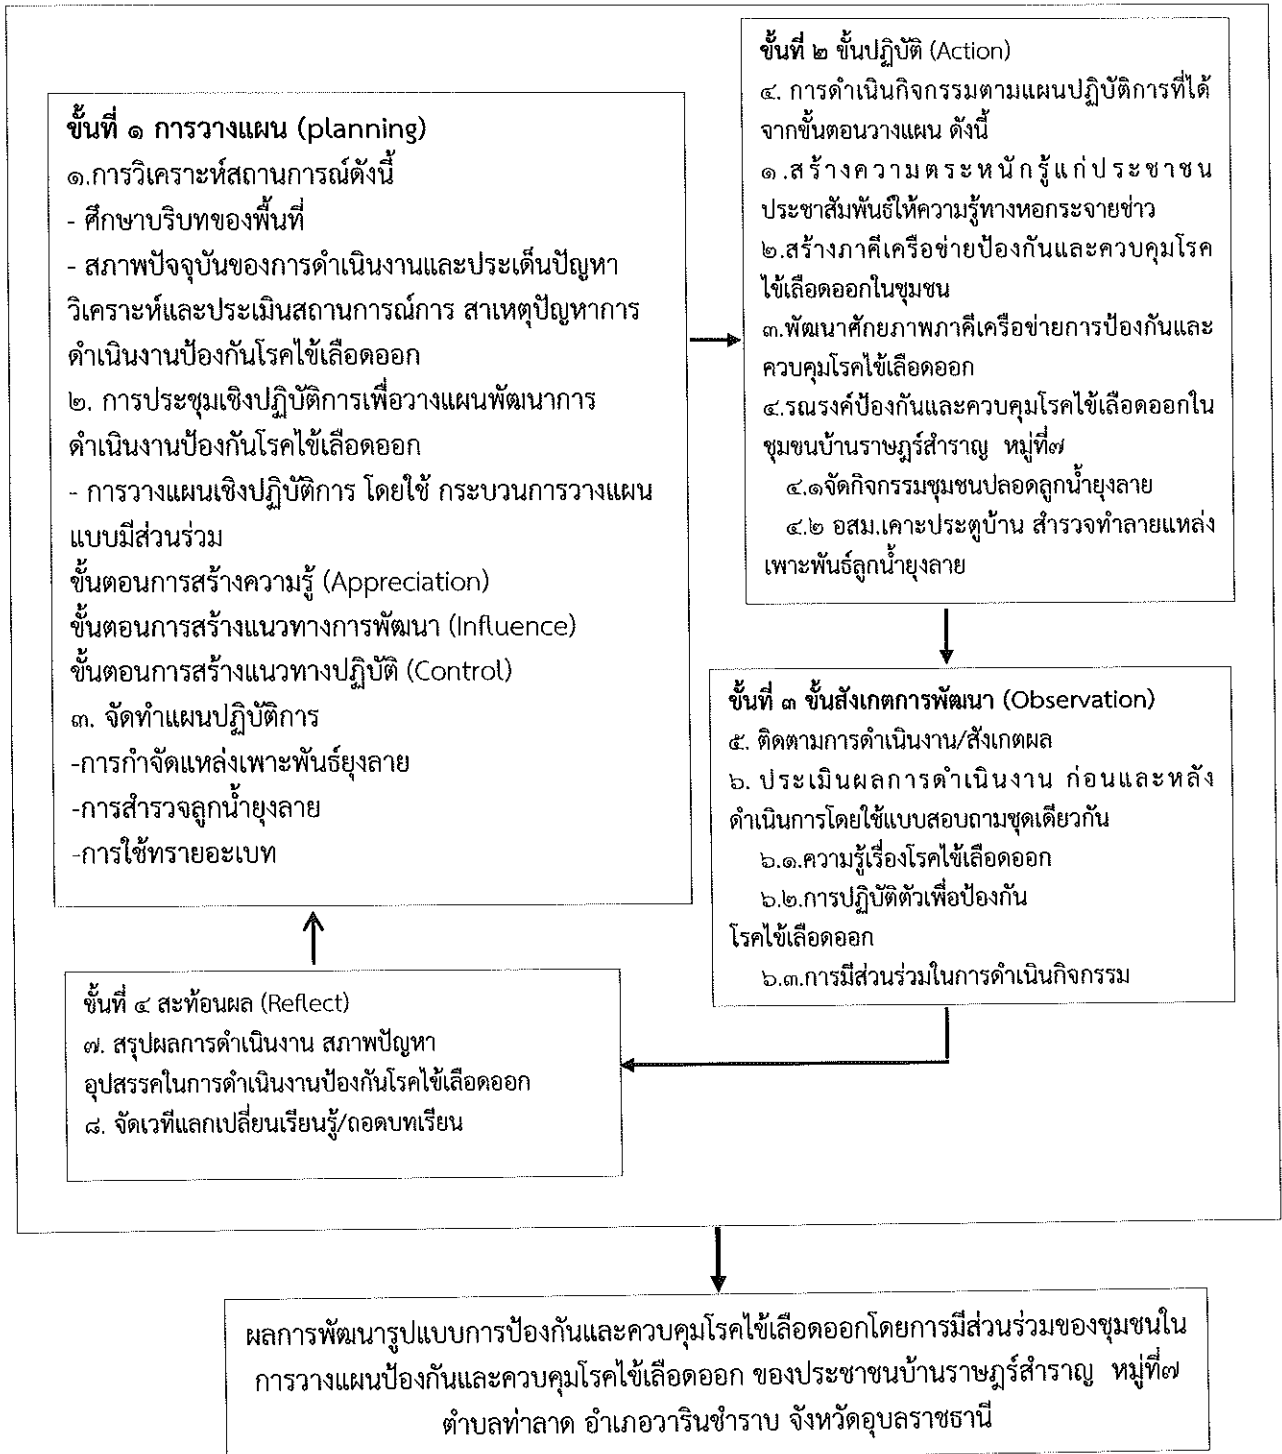 ขั้นที่ ๑ การวางแผน (planning)
๑.การวิเคราะห์สถานการณ์ดังนี้
- ศึกษาบริบทของพื้นที่
- สภาพปัจจุบันของการดำเนินงานและประเด็นปัญหา
วิเคราะห์และประเมินสถานการณ์การ สาเหตุปัญหาการ
ดำเนินงานป้องกันโรคไข้เลือดออก
๒. การประชุมเชิงปฏิบัติการเพื่อวางแผนพัฒนาการ
ดำเนินงานป้องกันโรคไข้เลือดออก
- การวางแผนเชิงปฏิบัติการ โดยใช้ กระบวนการวางแผน
แบบมีส่วนร่วม
ขั้นตอนการสร้างความรู้ (Appreciation)
ขั้นตอนการสร้างแนวทางการพัฒนา (Influence)
ขั้นตอนการสร้างแนวทางปฏิบัติ (Control)
๓. จัดทำแผนปฏิบัติการ
-การกำจัดแหล่งเพาะพันธ์ยุงลาย
-การสำรวจลูกน้ำยุงลาย
-การใช้ทรายอะเบท
ขั้นที่ ๒ ขั้นปฏิบัติ (Action)
๔. การดำเนินกิจกรรมตามแผนปฏิบัติการที่ได้
จากขั้นตอนวางแผน ดังนี้
๑.สร้างความตระหนักรู้แก่ประชาชน
ประชาสัมพันธ์ให้ความรู้ทางหอกระจายข่าว
๒.สร้างภาคีเครือข่ายป้องกันและควบคุมโรค
ไข้เลือดออกในชุมชน
๓.พัฒนาศักยภาพภาคีเครือข่ายการป้องกันและ
ควบคุมโรคไข้เลือดออก
๔.รณรงค์ป้องกันและควบคุมโรคไข้เลือดออกใน
ชุมชนบ้านราษฎร์สำราญ หมู่ที่๗
๔.๑จัดกิจกรรมชุมชนปลอดลูกน้ำยุงลาย
๔.๒ อสม.เคาะประตูบ้าน สำรวจทำลายแหล่ง
เพาะพันธ์ลูกน้ำยุงลาย
ขั้นที่ ๓ ขั้นสังเกตการพัฒนา (Observation)
๕. ติดตามการดำเนินงาน/สังเกตผล
๖. ประเมินผลการดำเนินงาน ก่อนและหลัง
ดำเนินการโดยใช้แบบสอบถามชุดเดียวกัน
๖.๑.ความรู้เรื่องโรคไข้เลือดออก
๖.๒.การปฏิบัติตัวเพื่อป้องกัน
โรคไข้เลือดออก
๖.๓.การมีส่วนร่วมในการดำเนินกิจกรรม
ขั้นที่ ๔ สะท้อนผล (Reflect)
๗. สรุปผลการดำเนินงาน สภาพปัญหา
อุปสรรคในการดำเนินงานป้องกันโรคไข้เลือดออก
๘. จัดเวทีแลกเปลี่ยนเรียนรู้/ถอดบทเรียน
ผลการพัฒนารูปแบบการป้องกันและควบคุมโรคไข้เลือดออกโดยการมีส่วนร่วมของชุมชนใน
การวางแผนป้องกันและควบคุมโรคไข้เลือดออก ของประชาชนบ้านราษฎร์สำราญ หมู่ที่๗
ตำบลท่าลาด อำเภอวารินชำราบ จังหวัดอุบลราชธานี